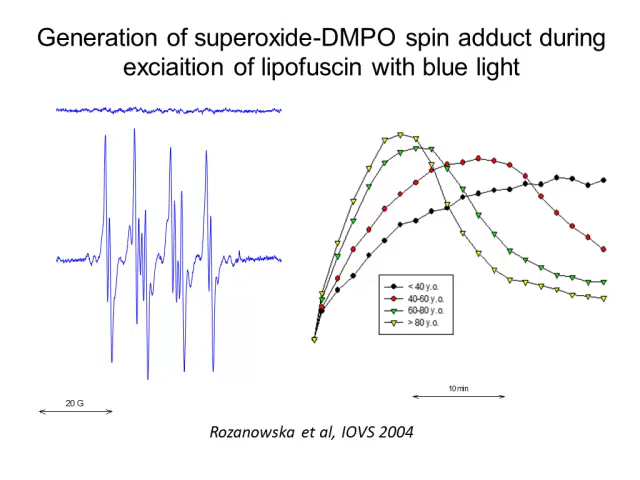 Generation of superoxide-DMPO spin adduct during
exciaition of lipofuscin with blue light
< 40 y.o.
40-60 y.o.
60-80 y.o.
> 80 y.o.
20 G
10 min
Rozanowska et al, IOVS 2004